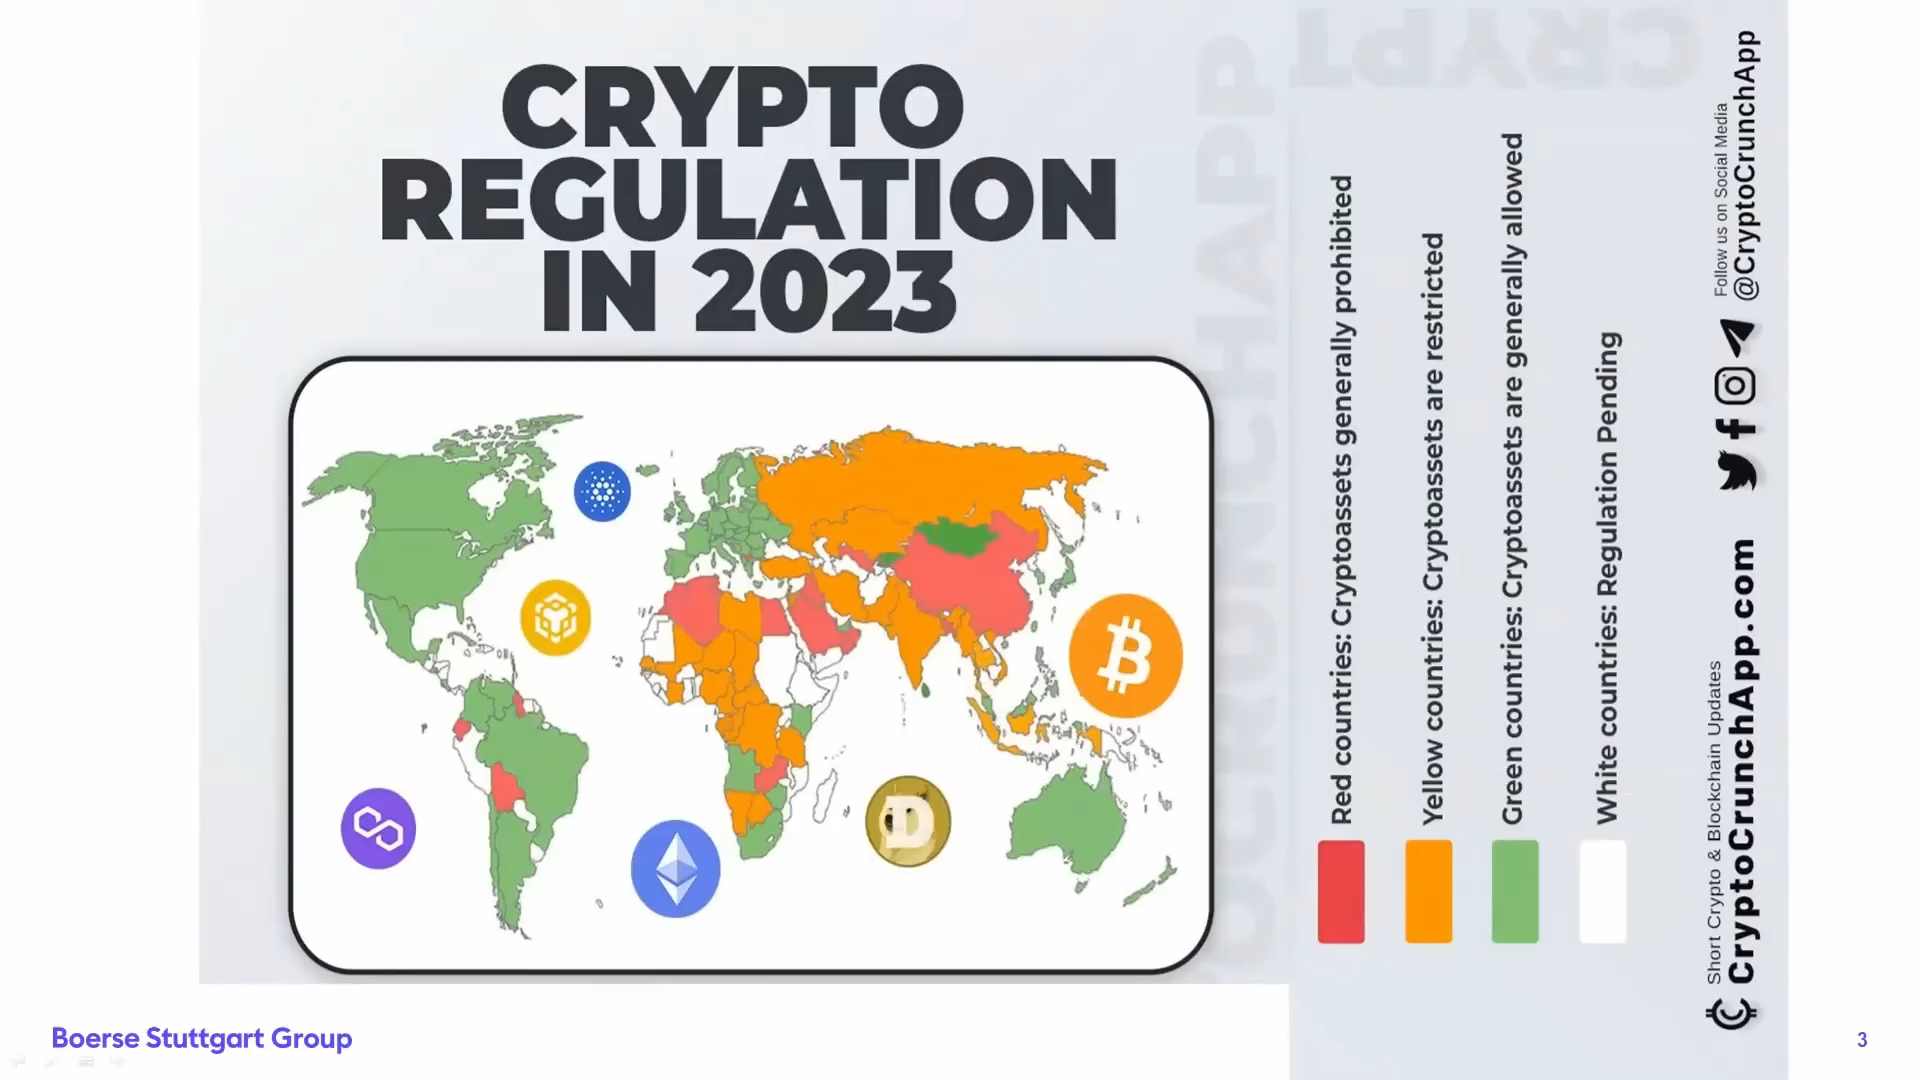 CRYPTO
REGULATION
IN 2023
Red countries: Cryptoassets generally prohibited
Yellow countries: Cryptoassets are restricted
Green countries: Cryptoassets are generally allowed
White countries: Regulation Pending
Short Crypto & Blockchain Updates
CryptoCrunchApp.com
Follow us on Social Media
@CryptoCrunchApp
CRYPT
OCRUNCHAPP
Boerse Stuttgart Group
3